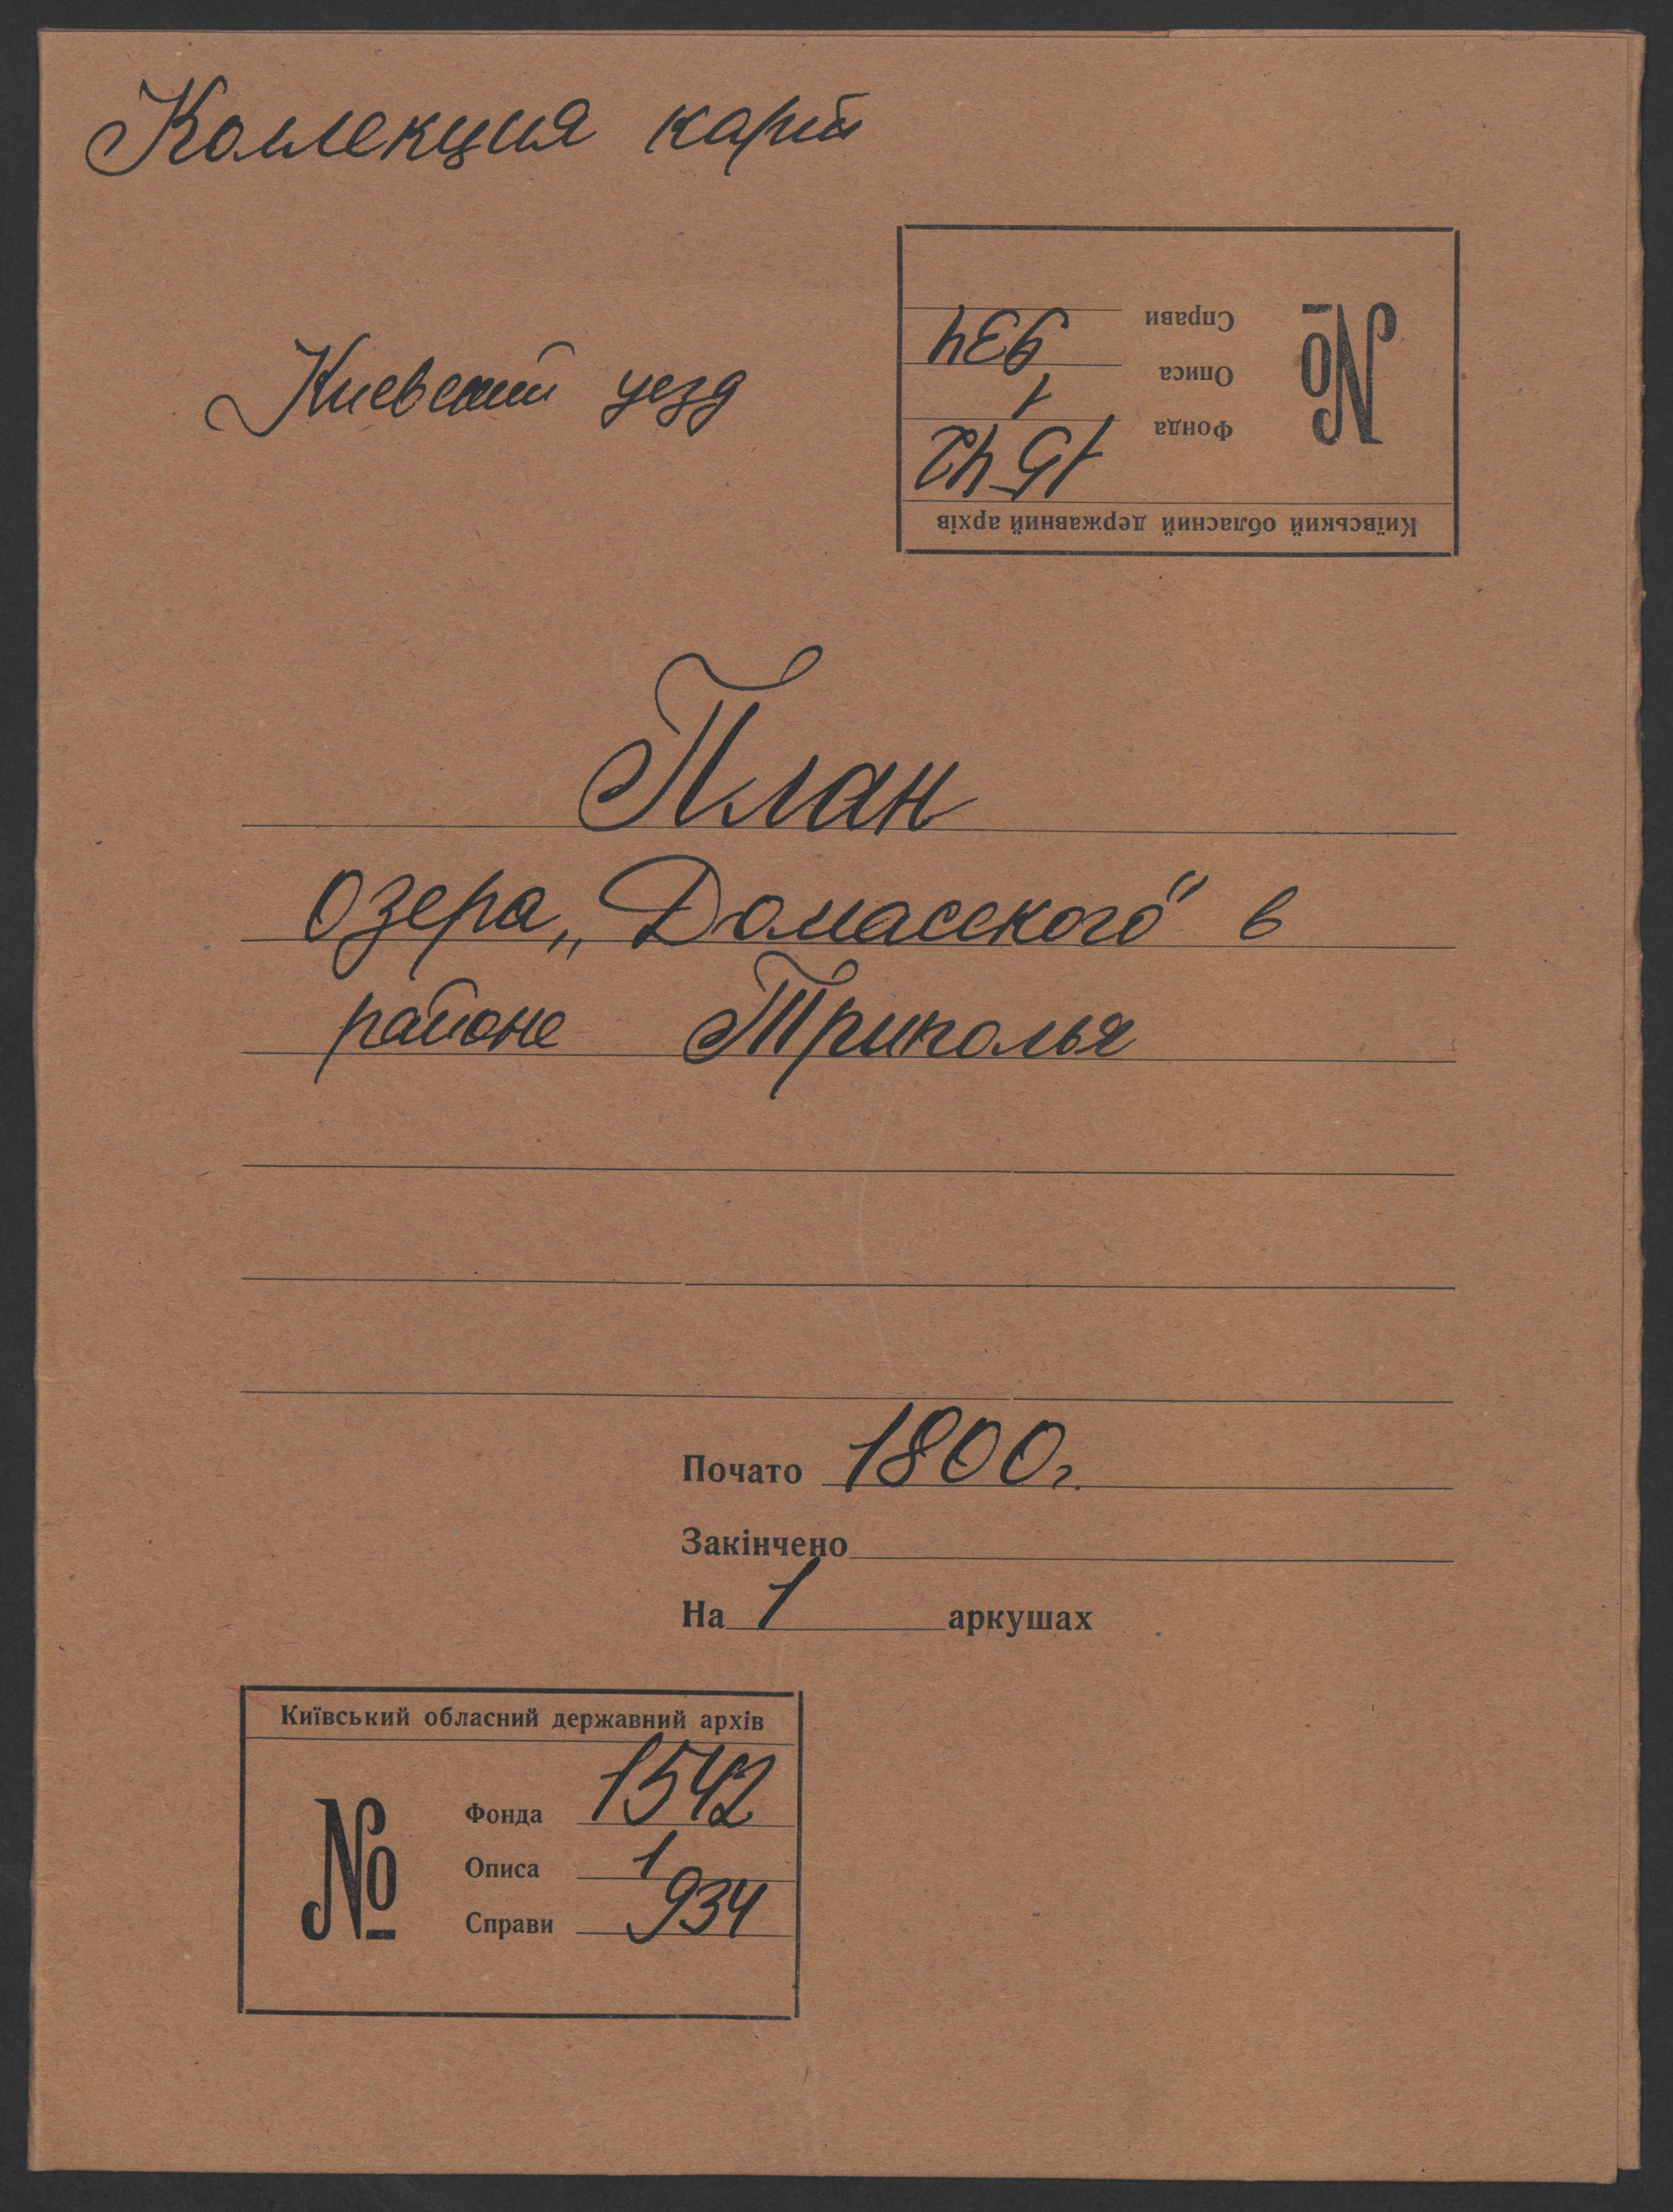 Коллекция карт
Киевский уезд
Київський обласний державний архів
№
Фонда 1542
Описа 1
Справи 934
План
озера „Домасского" в
районе Триполья
Почато 1800г.
Закінчено
На 1 аркушах
Київський обласний державний архів
№
Фонда 1542
Описа 1
Справи 934